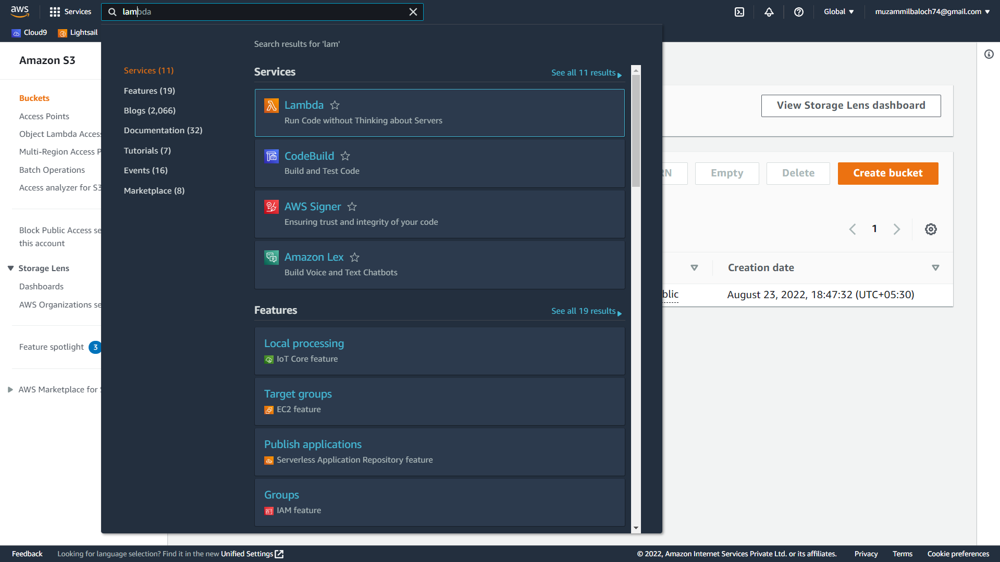 aws
Services
lambda
Global
muzammilbaloch74@gmail.com
Cloud9
Lightsail
Search results for 'lam'
Amazon S3
Buckets
Access Points
Object Lambda Acces
Multi-Region Access P
Batch Operations
Access analyzer for S3
Block Public Access se
this account
Storage Lens
Dashboards
AWS Organizations se
Feature spotlight 3
AWS Marketplace for S
Services (11)
Features (19)
Blogs (2,066)
Documentation (32)
Tutorials (7)
Events (16)
Marketplace (8)
Services
See all 11 results
Lambda
Run Code without Thinking about Servers
CodeBuild
Build and Test Code
AWS Signer
Ensuring trust and integrity of your code
Amazon Lex
Build Voice and Text Chatbots
Features
See all 19 results
Local processing
IoT Core feature
Target groups
EC2 feature
Publish applications
Serverless Application Repository feature
Groups
IAM feature
View Storage Lens dashboard
RN
Empty
Delete
Create bucket
1
Creation date
blic
August 23, 2022, 18:47:32 (UTC+05:30)
Feedback
Looking for language selection? Find it in the new Unified Settings
© 2022, Amazon Internet Services Private Ltd. or its affiliates.
Privacy
Terms
Cookie preferences